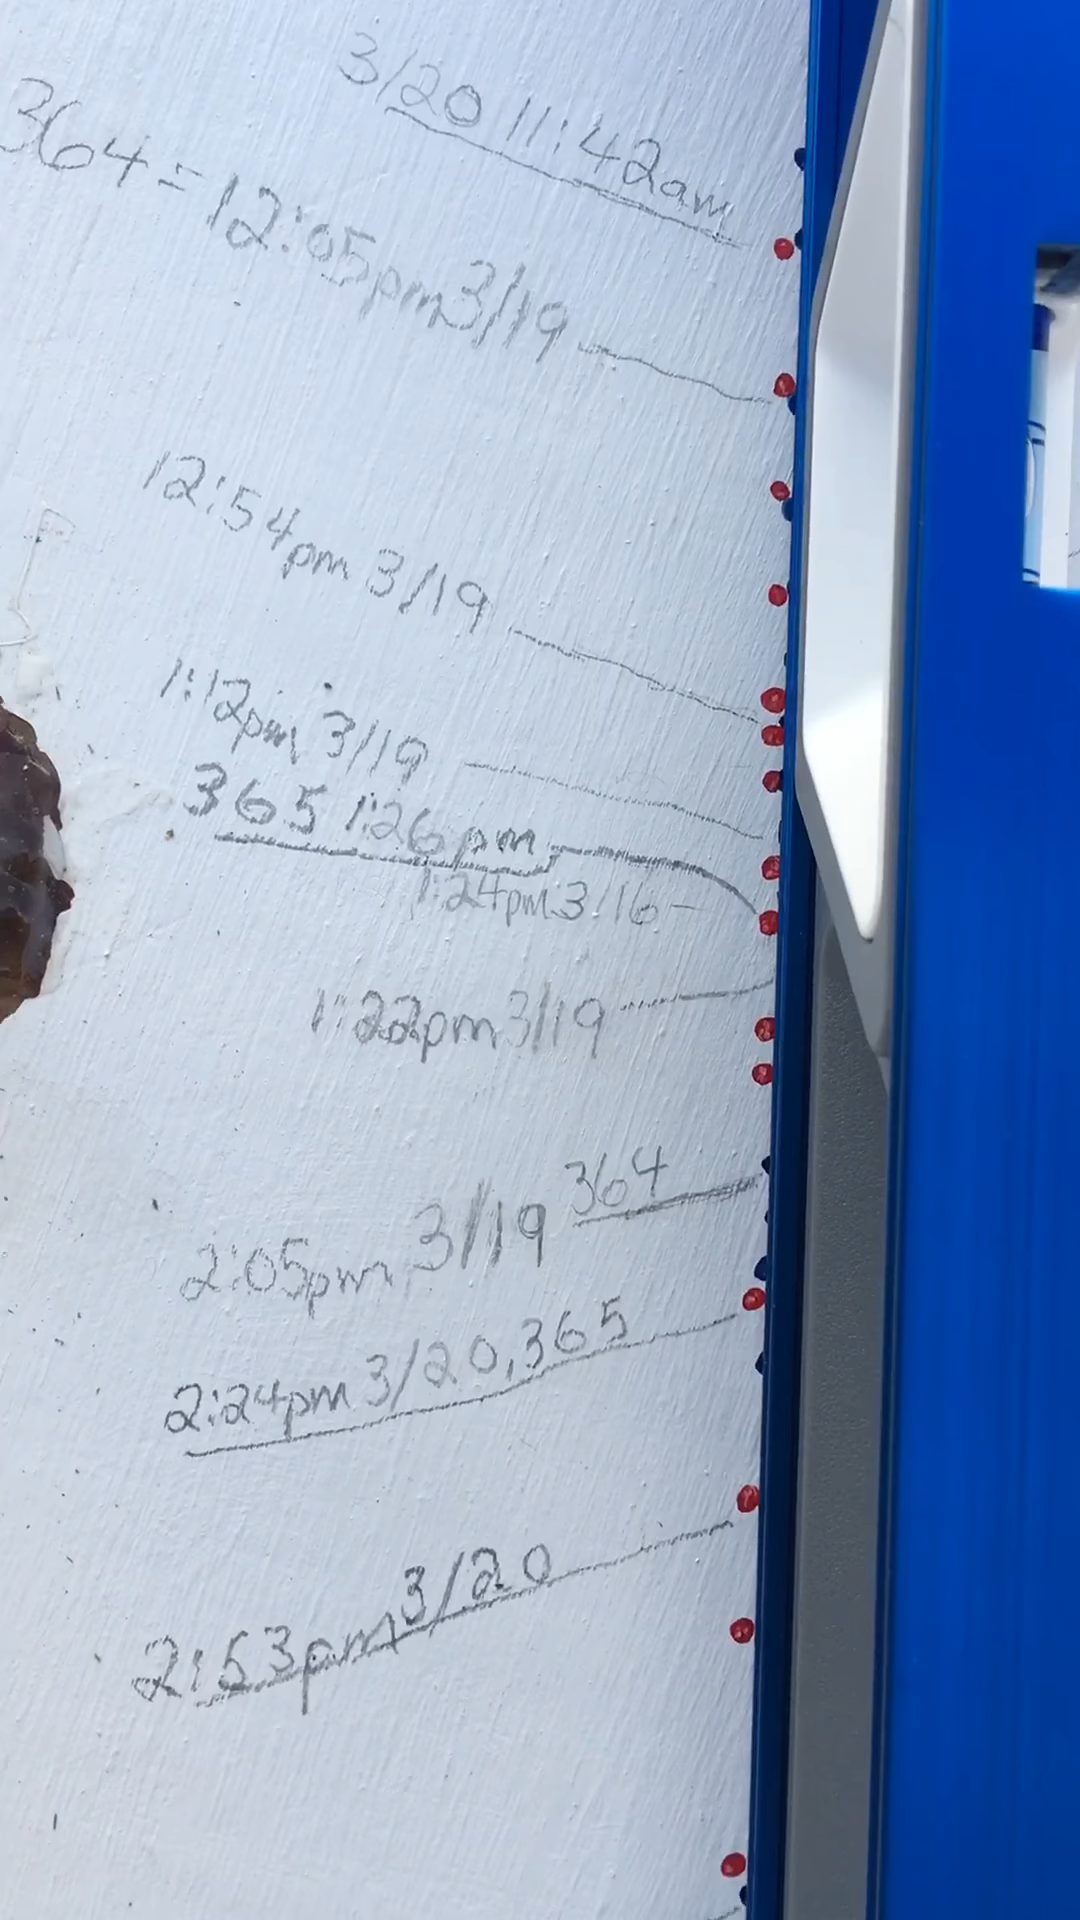 3/20 11:42am
364=12:05pm3/19
12:54pm 3/19
1:12pm 3/19
365 1:26pm
1:24pm 3/16
1:22pm 3/19
2:05pm 3/19 364
2:24pm 3/20,365
2:53pm 3/20